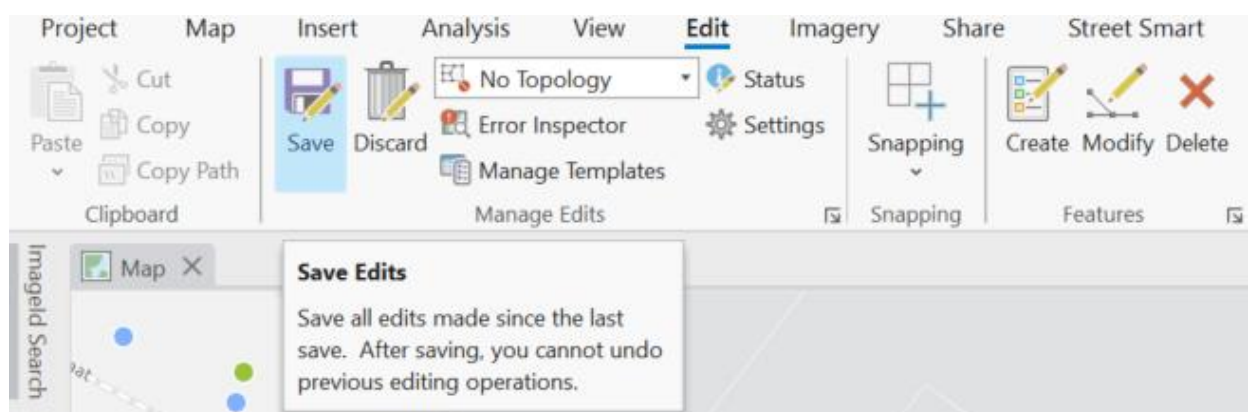 Project Map Insert Analysis View Edit Imagery Share Street Smart
Cut No Topology Status
Copy Error Inspector Settings
Paste Save Discard Snapping Create Modify Delete
Copy Path Manage Templates
Clipboard Manage Edits Snapping Features
ImageId Search
Map
Save Edits
Save all edits made since the last
save. After saving, you cannot undo
previous editing operations.